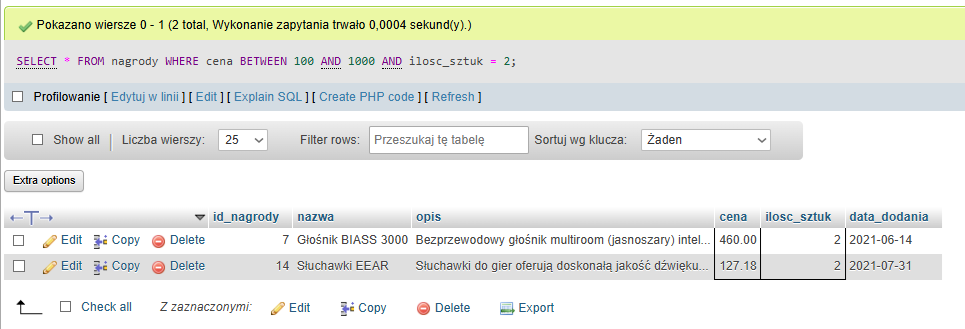 Pokazano wiersze 0 - 1 (2 total, Wykonanie zapytania trwało 0,0004 sekund(y).)
SELECT * FROM nagrody WHERE cena BETWEEN 100 AND 1000 AND ilosc_sztuk = 2;
Profilowanie [ Edytuj w linii ] [ Edit ] [ Explain SQL ] [ Create PHP code ] [ Refresh ]
Show all Liczba wierszy: 25 Filter rows: Przeszukaj tę tabelę Sortuj wg klucza: Żaden
Extra options
←T→ id_nagrody nazwa opis cena ilosc_sztuk data_dodania
Edit Copy Delete 7 Głośnik BIASS 3000 Bezprzewodowy głośnik multiroom (jasnoszary) intel... 460.00 2 2021-06-14
Edit Copy Delete 14 Słuchawki EEAR Słuchawki do gier oferują doskonałą jakość dźwięku... 127.18 2 2021-07-31
Check all Z zaznaczonymi: Edit Copy Delete Export